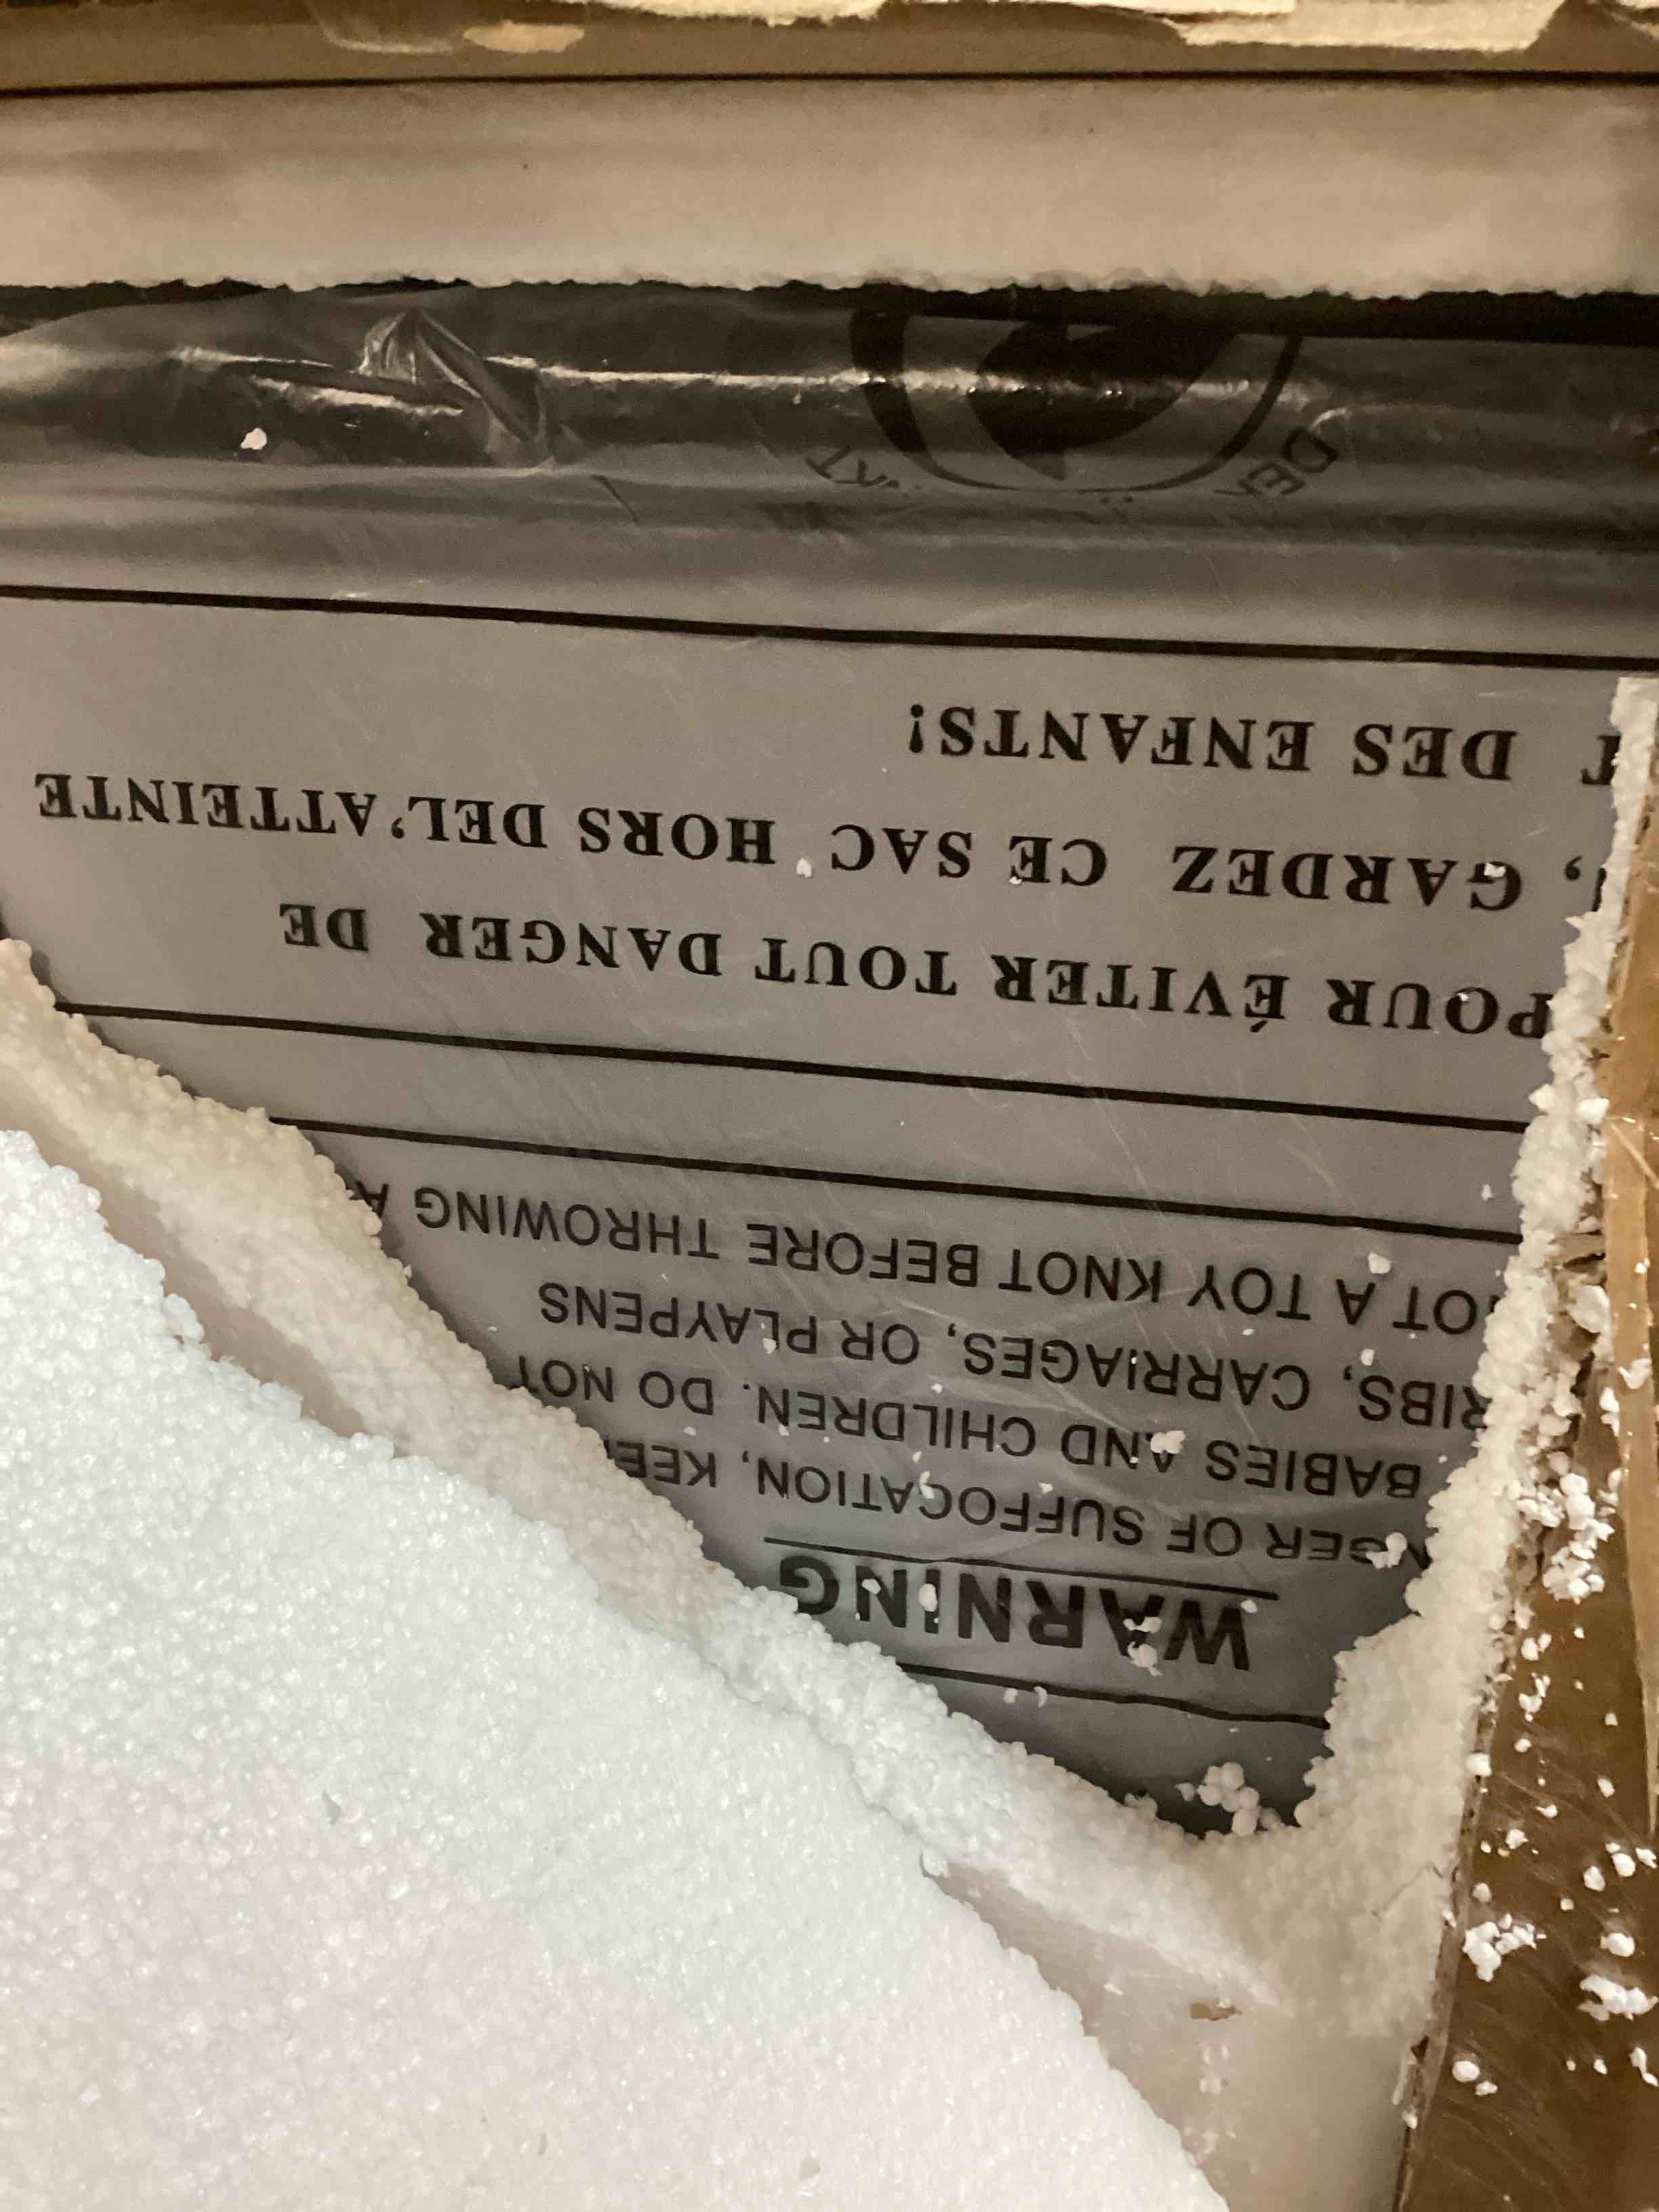 WARNING
NGER OF SUFFOCATION, KEE
BABIES AND CHILDREN. DO NOT
RIBS, CARRIAGES, OR PLAYPENS
OT A TOY KNOT BEFORE THROWING A
POUR ÉVITER TOUT DANGER DE
, GARDEZ CE SAC HORS DEL'ATTEINTE
T DES ENFANTS!